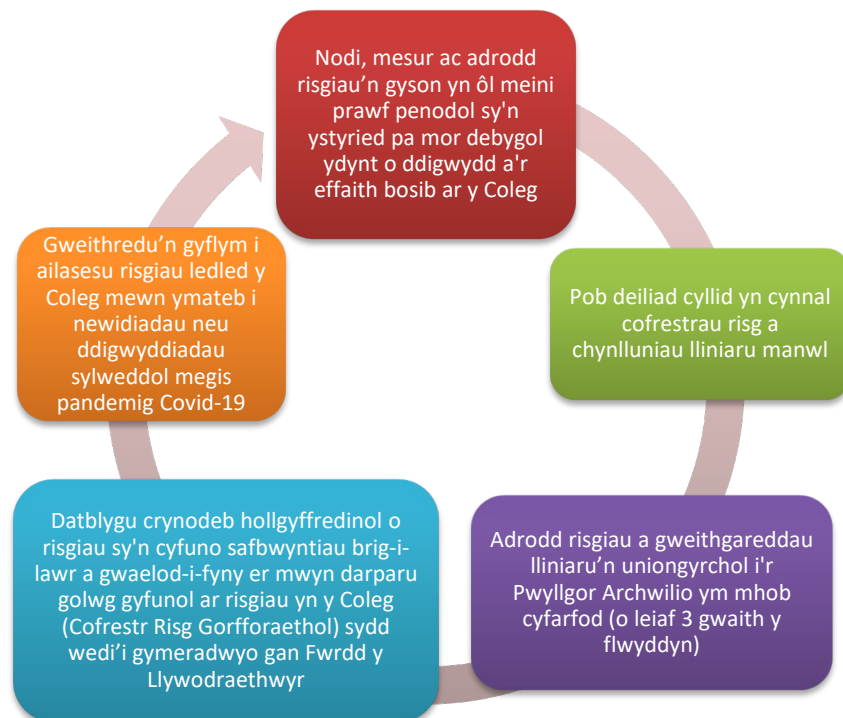 Nodi, mesur ac adrodd
risgiau’n gyson yn ôl meini
prawf penodol sy'n
ystyried pa mor debygol
ydynt o ddigwydd a'r
effaith bosib ar y Coleg
Pob deiliad cyllid yn cynnal
cofrestrau risg a
chynlluniau lliniaru manwl
Adrodd risgiau a gweithgareddau
lliniaru’n uniongyrchol i'r
Pwyllgor Archwilio ym mhob
cyfarfod (o leiaf 3 gwaith y
flwyddyn)
Datblygu crynodeb hollgyffredinol o
risgiau sy'n cyfuno safbwyntiau brig-i-
lawr a gwaelod-i-fyny er mwyn darparu
golwg gyfunol ar risgiau yn y Coleg
(Cofrestr Risg Gorfforaethol) sydd
wedi’i gymeradwyo gan Fwrdd y
Llywodraethwyr
Gweithredu’n gyflym i
ailasesu risgiau ledled y
Coleg mewn ymateb i
newidiadau neu
ddigwyddiadau
sylweddol megis
pandemig Covid-19